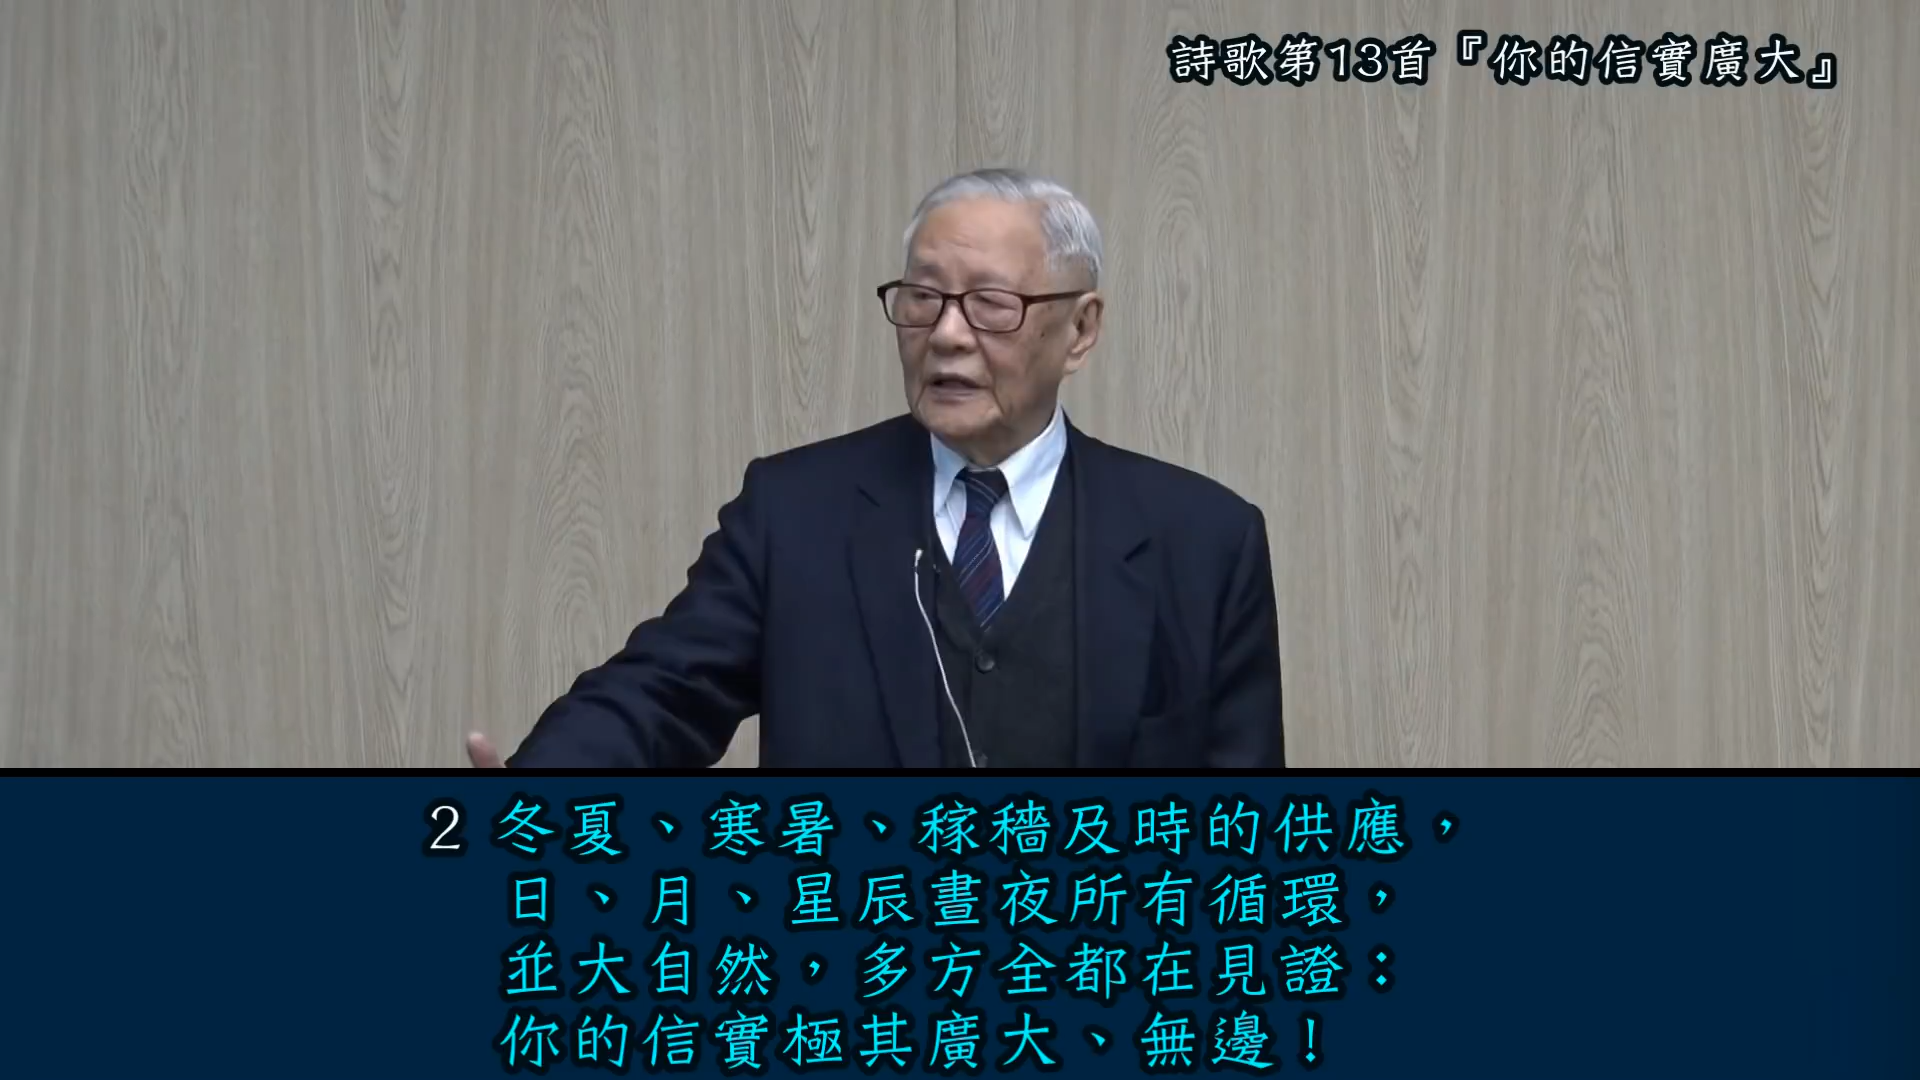 詩歌第13首『你的信實廣大』
2 冬夏、寒暑、稼穡及時的供應，
日、月、星辰晝夜所有循環，
並大自然，多方全都在見證：
你的信實極其廣大、無邊！